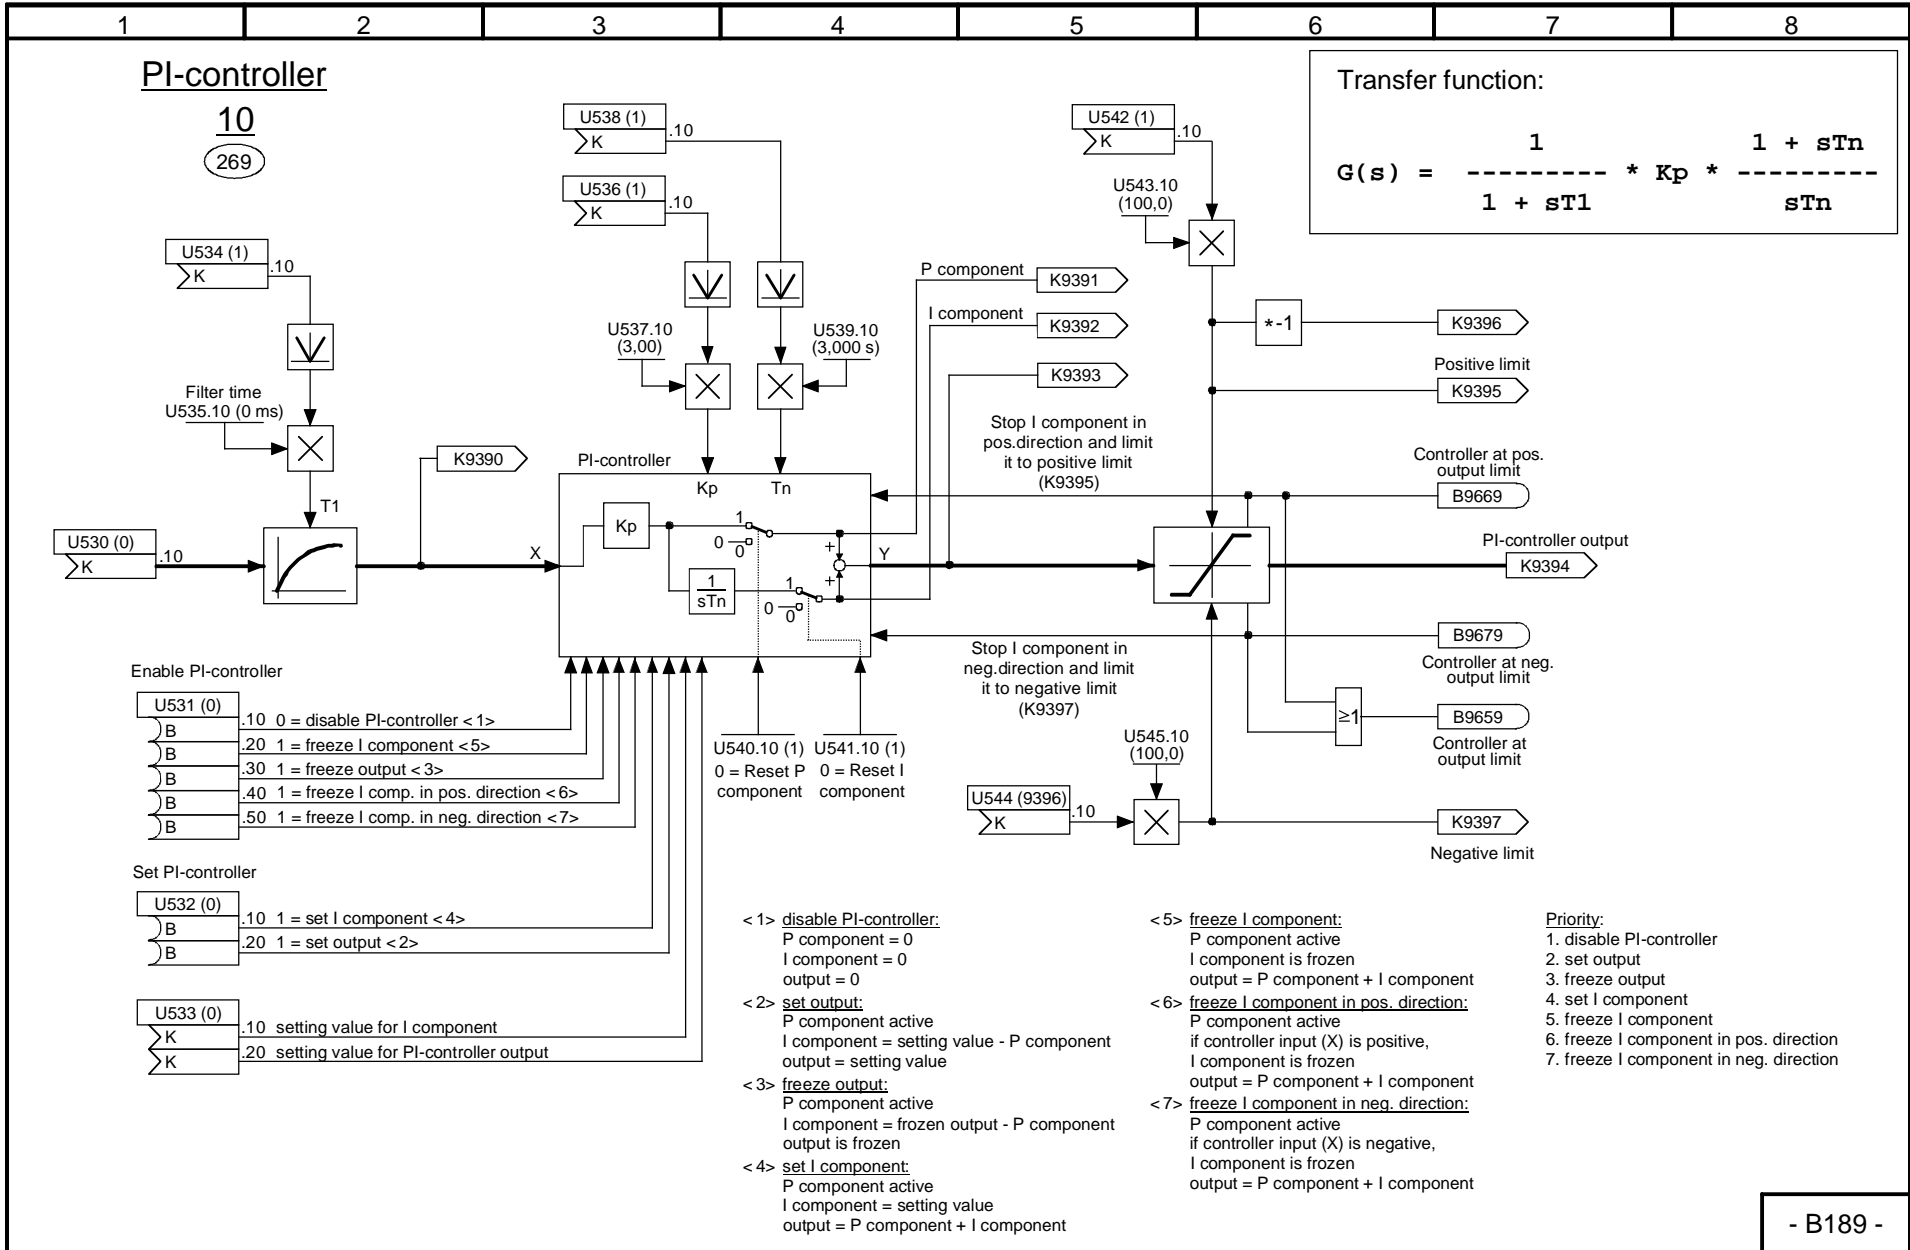 1 2 3 4 5 6 7 8
PI-controller
10
269
Transfer function:
1 1 + sTn
G(s) = --------- * Kp * ---------
1 + sT1 sTn
U538 (1)
K .10
U536 (1)
K .10
U542 (1)
K .10
U543.10
(100,0)
U534 (1)
K .10
P component K9391
I component K9392
K9393
U537.10
(3,00)
U539.10
(3,000 s)
*-1
K9396
Positive limit
K9395
Filter time
U535.10 (0 ms)
T1
K9390
PI-controller
Kp Tn
Stop I component in
pos.direction and limit
it to positive limit
(K9395)
Controller at pos.
output limit
B9669
U530 (0)
K .10
X
Kp
1
0
0
1
sTn
1
0
0
+
+
Y
PI-controller output
K9394
B9679
Controller at neg.
output limit
Stop I component in
neg.direction and limit
it to negative limit
(K9397)
≥1
B9659
Controller at
output limit
Enable PI-controller
U531 (0)
B .10 0 = disable PI-controller <1>
B .20 1 = freeze I component <5>
B .30 1 = freeze output <3>
B .40 1 = freeze I comp. in pos. direction <6>
B .50 1 = freeze I comp. in neg. direction <7>
U540.10 (1)
0 = Reset P
component
U541.10 (1)
0 = Reset I
component
U545.10
(100,0)
U544 (9396)
K .10
K9397
Negative limit
Set PI-controller
U532 (0)
B .10 1 = set I component <4>
B .20 1 = set output <2>
U533 (0)
K .10 setting value for I component
K .20 setting value for PI-controller output
<1> disable PI-controller:
P component = 0
I component = 0
output = 0
<2> set output:
P component active
I component = setting value - P component
output = setting value
<3> freeze output:
P component active
I component = frozen output - P component
output is frozen
<4> set I component:
P component active
I component = setting value
output = P component + I component
<5> freeze I component:
P component active
I component is frozen
output = P component + I component
<6> freeze I component in pos. direction:
P component active
if controller input (X) is positive,
I component is frozen
output = P component + I component
<7> freeze I component in neg. direction:
P component active
if controller input (X) is negative,
I component is frozen
output = P component + I component
Priority:
1. disable PI-controller
2. set output
3. freeze output
4. set I component
5. freeze I component
6. freeze I component in pos. direction
7. freeze I component in neg. direction
- B189 -